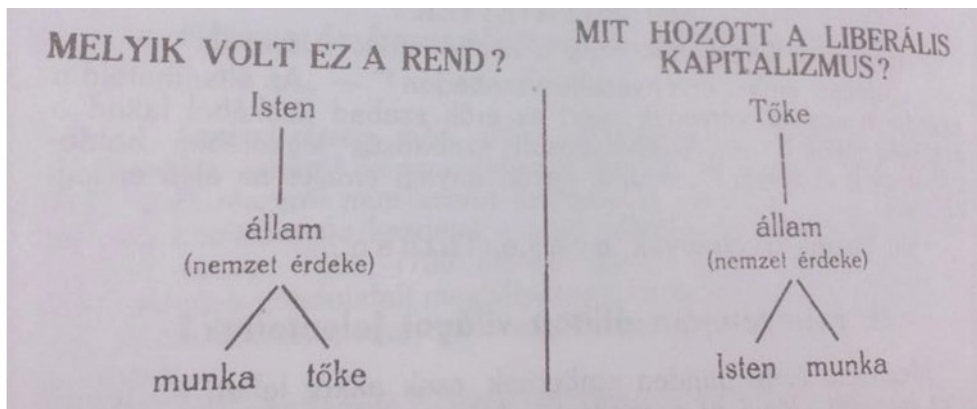 MELYIK VOLT EZ A REND?
Isten
állam
(nemzet érdeke)
munka tőke
MIT HOZOTT A LIBERÁLIS
KAPITALIZMUS?
Tőke
állam
(nemzet érdeke)
Isten munka